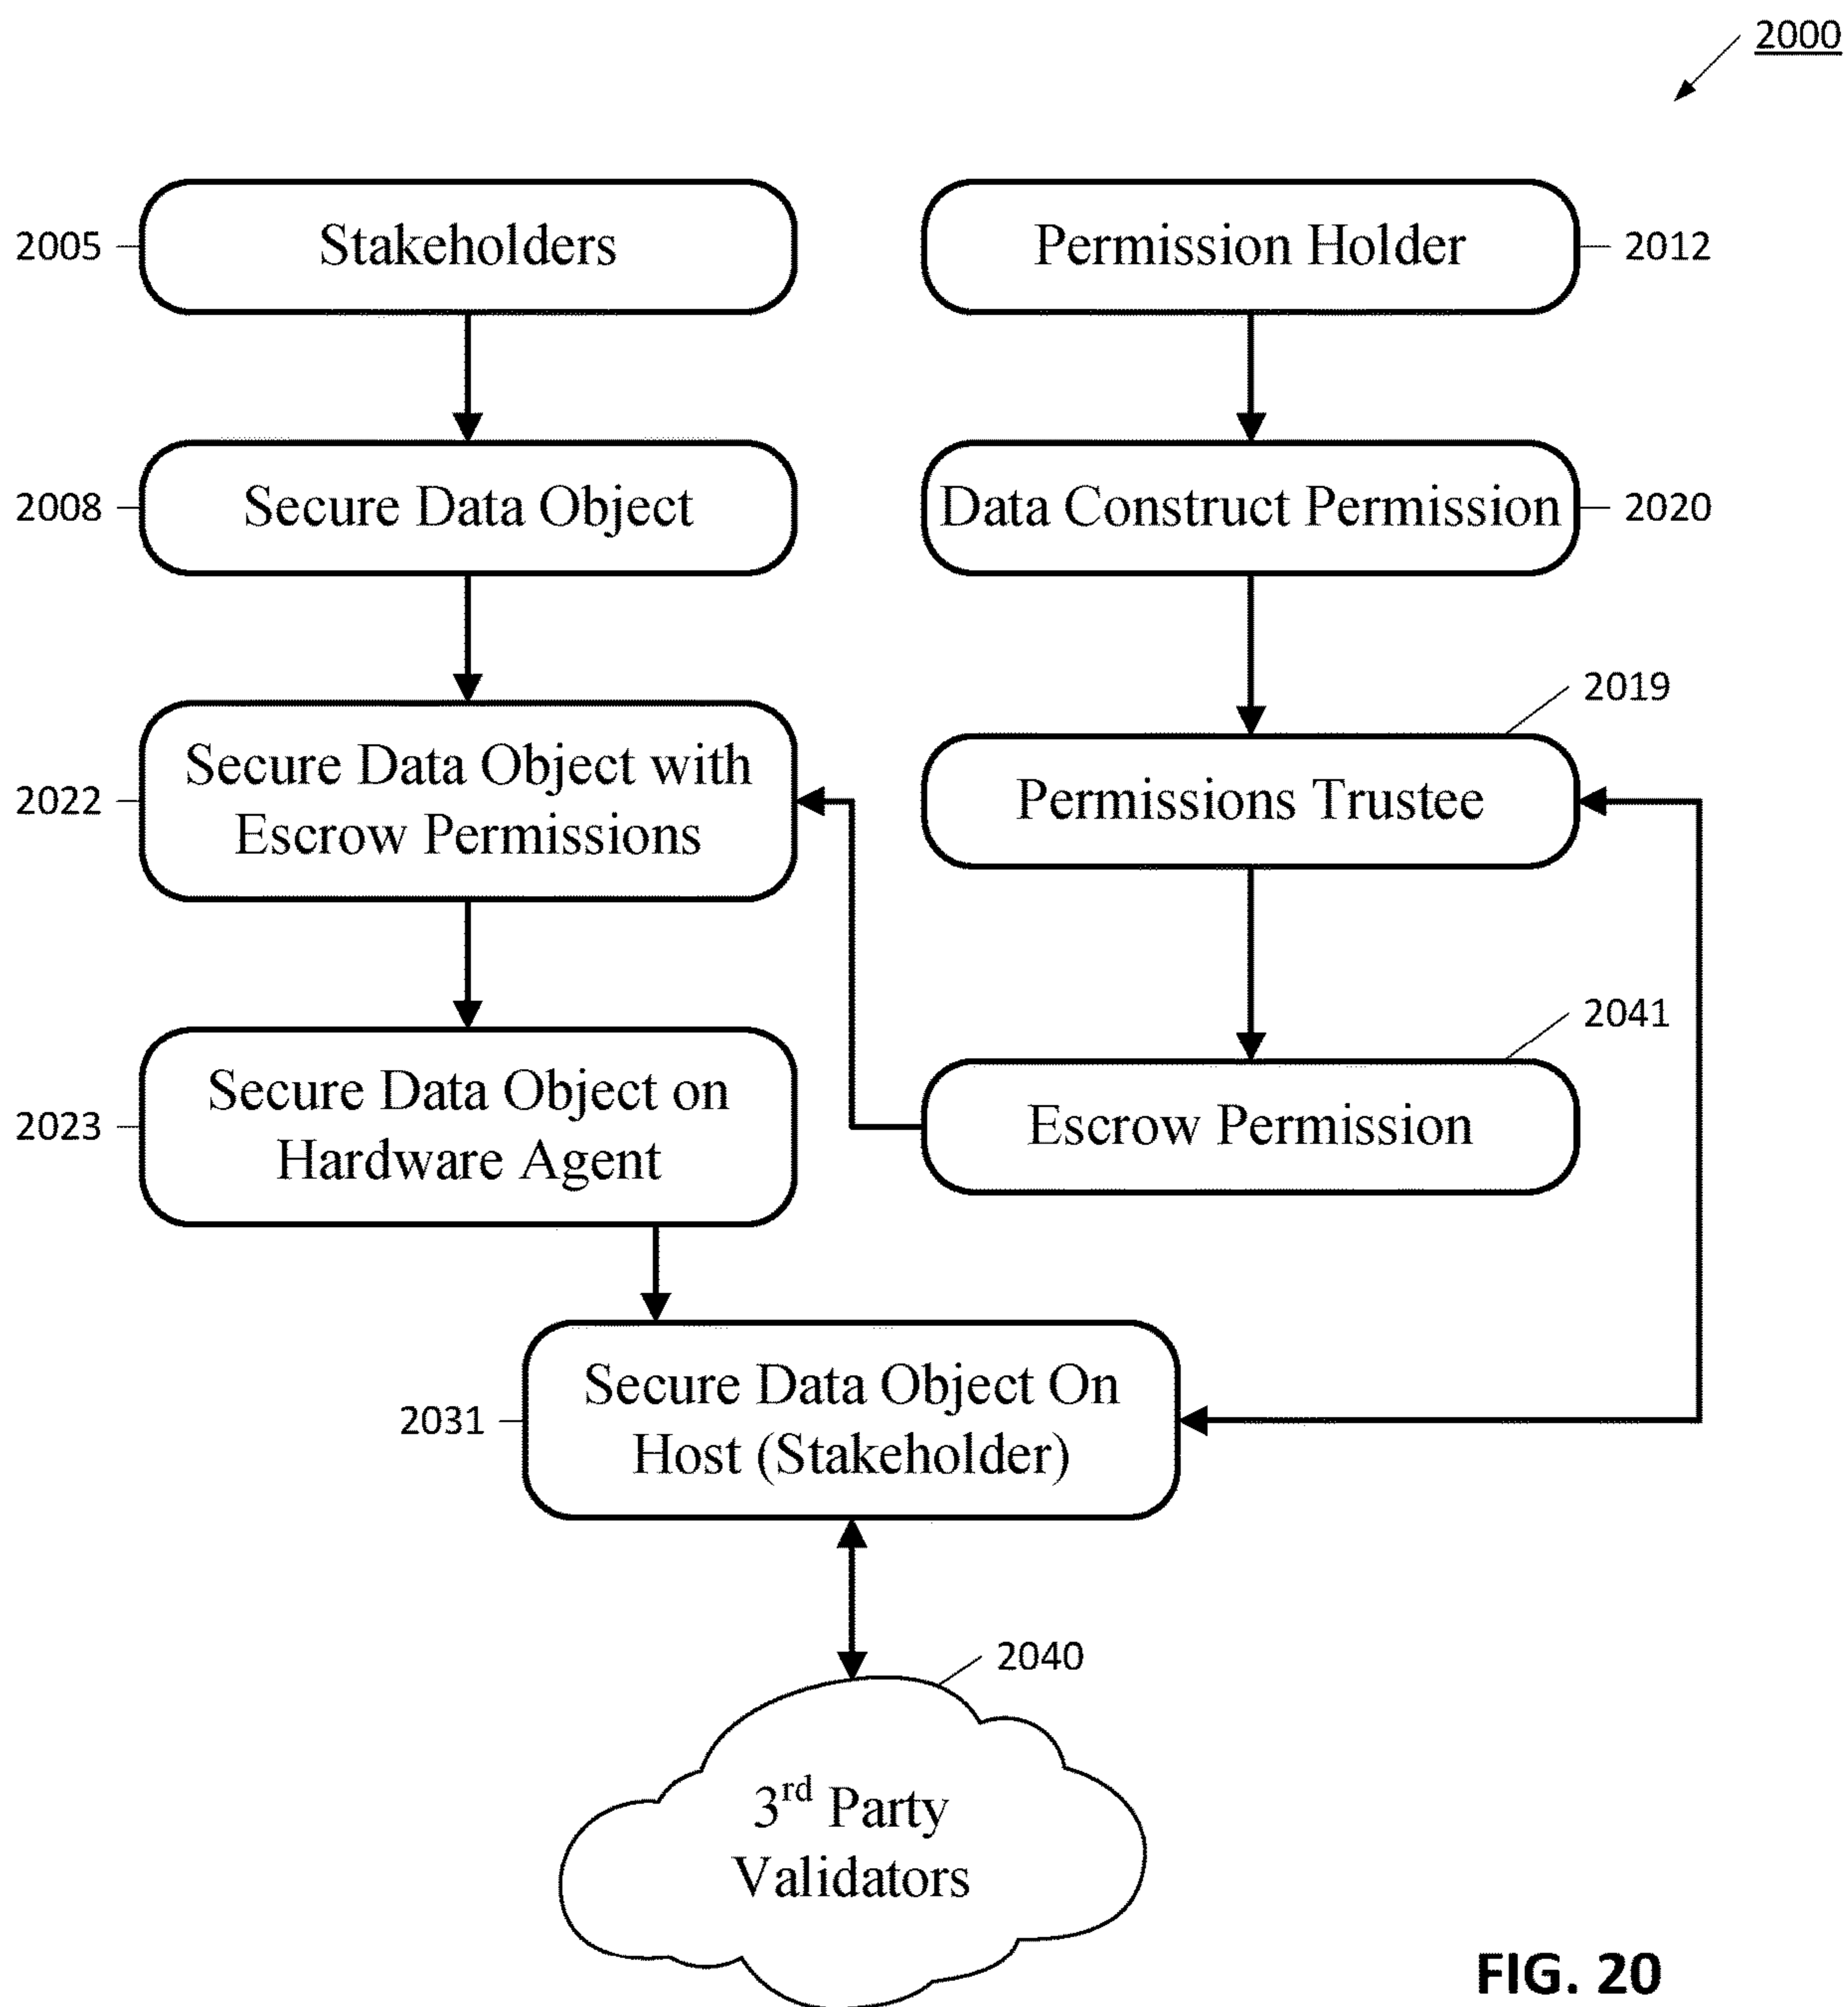 2000
2005
Stakeholders
Permission Holder
2012
2008
Secure Data Object
Data Construct Permission
2020
2019
2022
Secure Data Object with
Escrow Permissions
Permissions Trustee
2041
2023
Secure Data Object on
Hardware Agent
Escrow Permission
2031
Secure Data Object On
Host (Stakeholder)
2040
3rd Party
Validators
FIG. 20